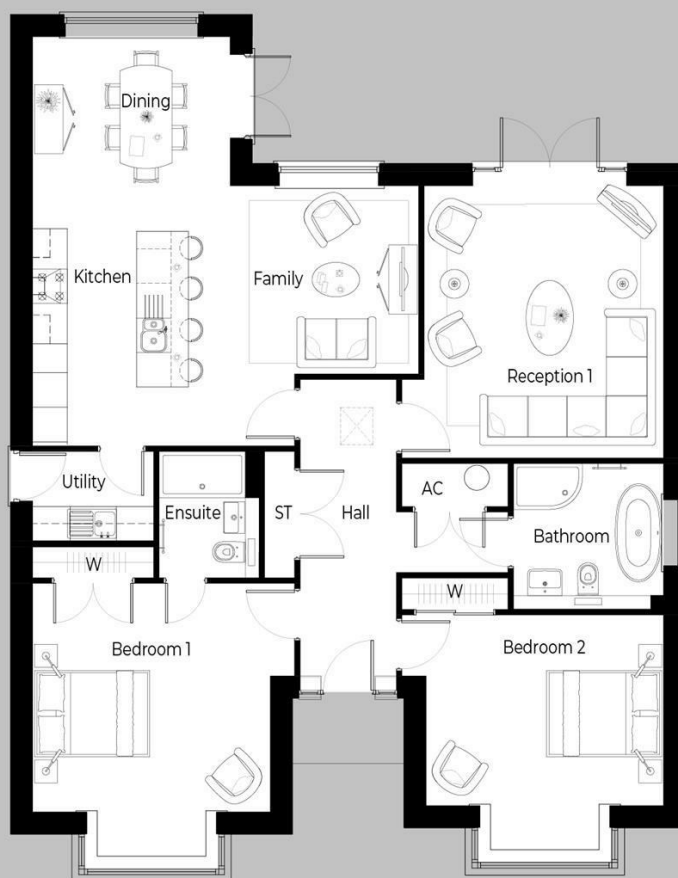 Dining
Kitchen
Family
Reception 1
Utility
Ensuite
ST
Hall
AC
Bathroom
W
W
Bedroom 1
Bedroom 2